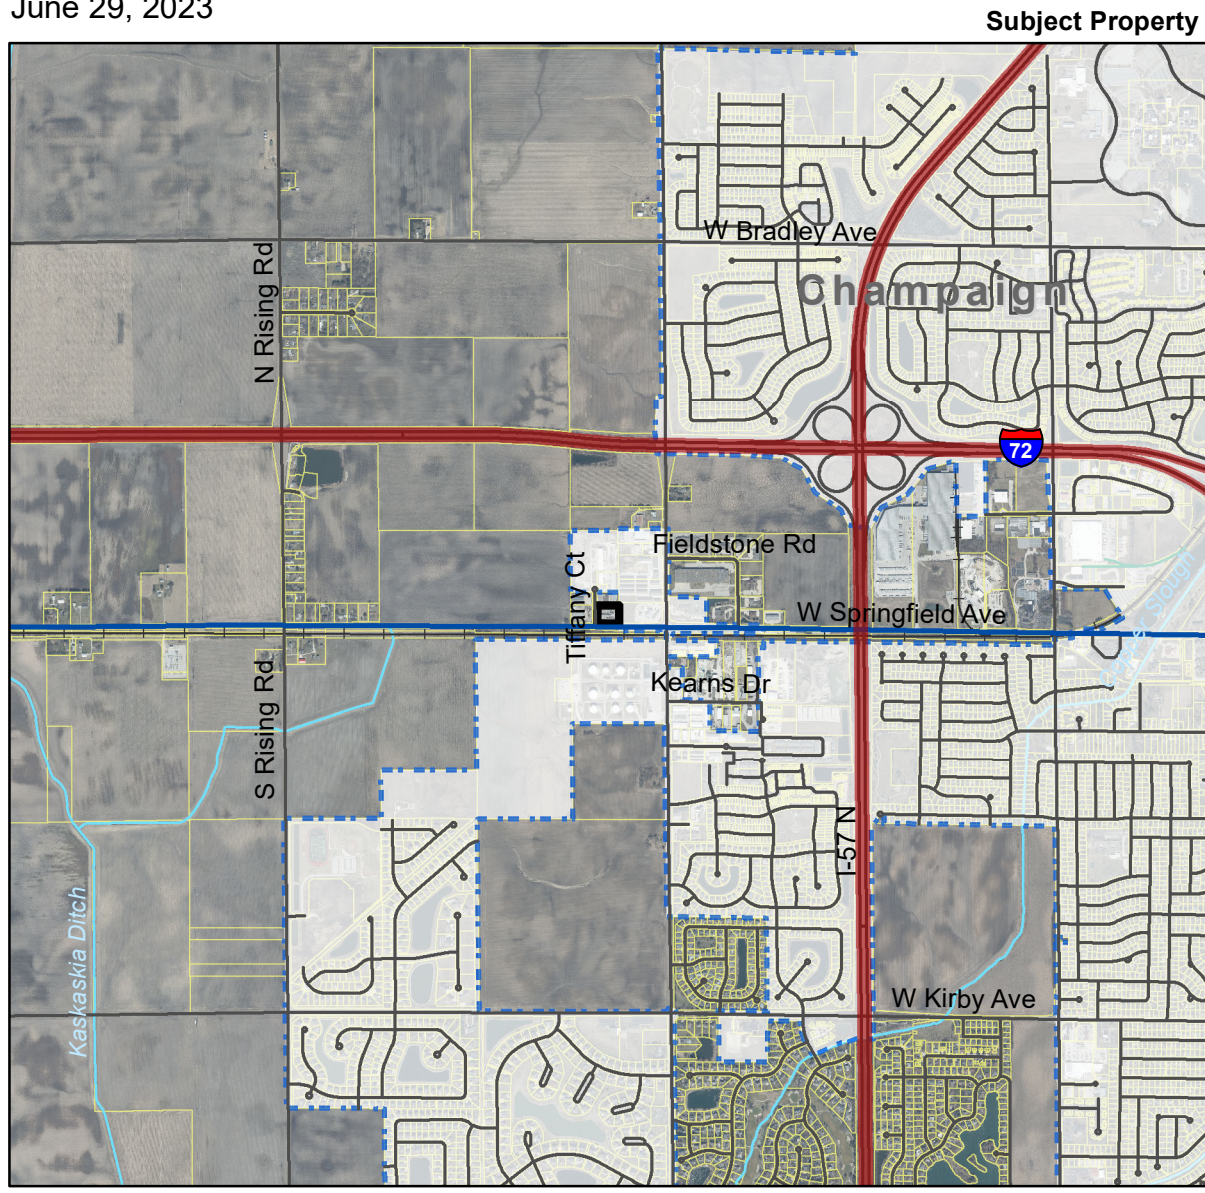 June 29, 2023
Subject Property
W Bradley Ave
N Rising Rd
Champaign
72
Fieldstone Rd
Tiffany Ct
W Springfield Ave
Slough
S Rising Rd
Kearns Dr
I-57 N
Kaskaskia Ditch
W Kirby Ave